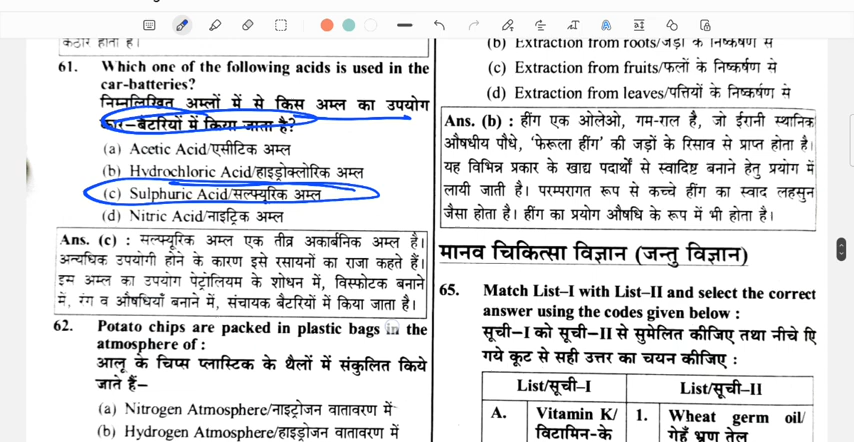 कठोर होती है।
61. Which one of the following acids is used in the
car-batteries?
निम्नलिखित अम्लों में से किस अम्ल का उपयोग
कार–बैटरियों में किया जाता है?
(a) Acetic Acid/एसीटिक अम्ल
(b) Hydrochloric Acid/हाइड्रोक्लोरिक अम्ल
(c) Sulphuric Acid/सल्फ्यूरिक अम्ल
(d) Nitric Acid/नाइट्रिक अम्ल
Ans. (c) : सल्फ्यूरिक अम्ल एक तीव्र अकार्बनिक अम्ल है।
अत्यधिक उपयोगी होने के कारण इसे रसायनों का राजा कहते हैं।
इस अम्ल का उपयोग पेट्रोलियम के शोधन में, विस्फोटक बनाने
में, रंग व औषधियाँ बनाने में, संचायक बैटरियों में किया जाता है।
62. Potato chips are packed in plastic bags in the
atmosphere of :
आलू के चिप्स प्लास्टिक के थैलों में संकुलित किये
जाते हैं–
(a) Nitrogen Atmosphere/नाइट्रोजन वातावरण में
(b) Hydrogen Atmosphere/हाइड्रोजन वातावरण में
(b) Extraction from roots/जड़ों के निष्कर्षण से
(c) Extraction from fruits/फलों के निष्कर्षण से
(d) Extraction from leaves/पत्तियों के निष्कर्षण से
Ans. (b) : हींग एक ओलेओ, गम-राल है, जो ईरानी स्थानिक
औषधीय पौधे, 'फेरूला हींग' की जड़ों के रिसाव से प्राप्त होता है।
यह विभिन्न प्रकार के खाद्य पदार्थों से स्वादिष्ट बनाने हेतु प्रयोग में
लायी जाती है। परम्परागत रूप से कच्चे हींग का स्वाद लहसुन
जैसा होता है। हींग का प्रयोग औषधि के रूप में भी होता है।
मानव चिकित्सा विज्ञान (जन्तु विज्ञान)
65. Match List–I with List–II and select the correct
answer using the codes given below :
सूची–I को सूची–II से सुमेलित कीजिए तथा नीचे दिए
गये कूट से सही उत्तर का चयन कीजिए :
List/सूची–I List/सूची–II
A. Vitamin K/ 1. Wheat germ oil/
विटामिन–के गेहूँ भ्रूण तेल